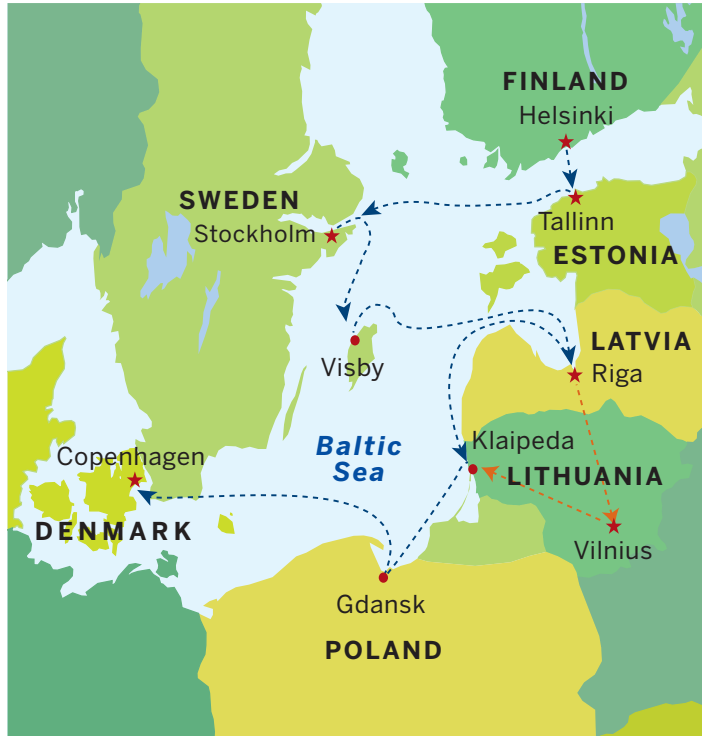 FINLAND
Helsinki
SWEDEN
Stockholm
Tallinn
ESTONIA
LATVIA
Riga
Visby
Baltic
Sea
Klaipeda
LITHUANIA
Copenhagen
DENMARK
Vilnius
Gdansk
POLAND